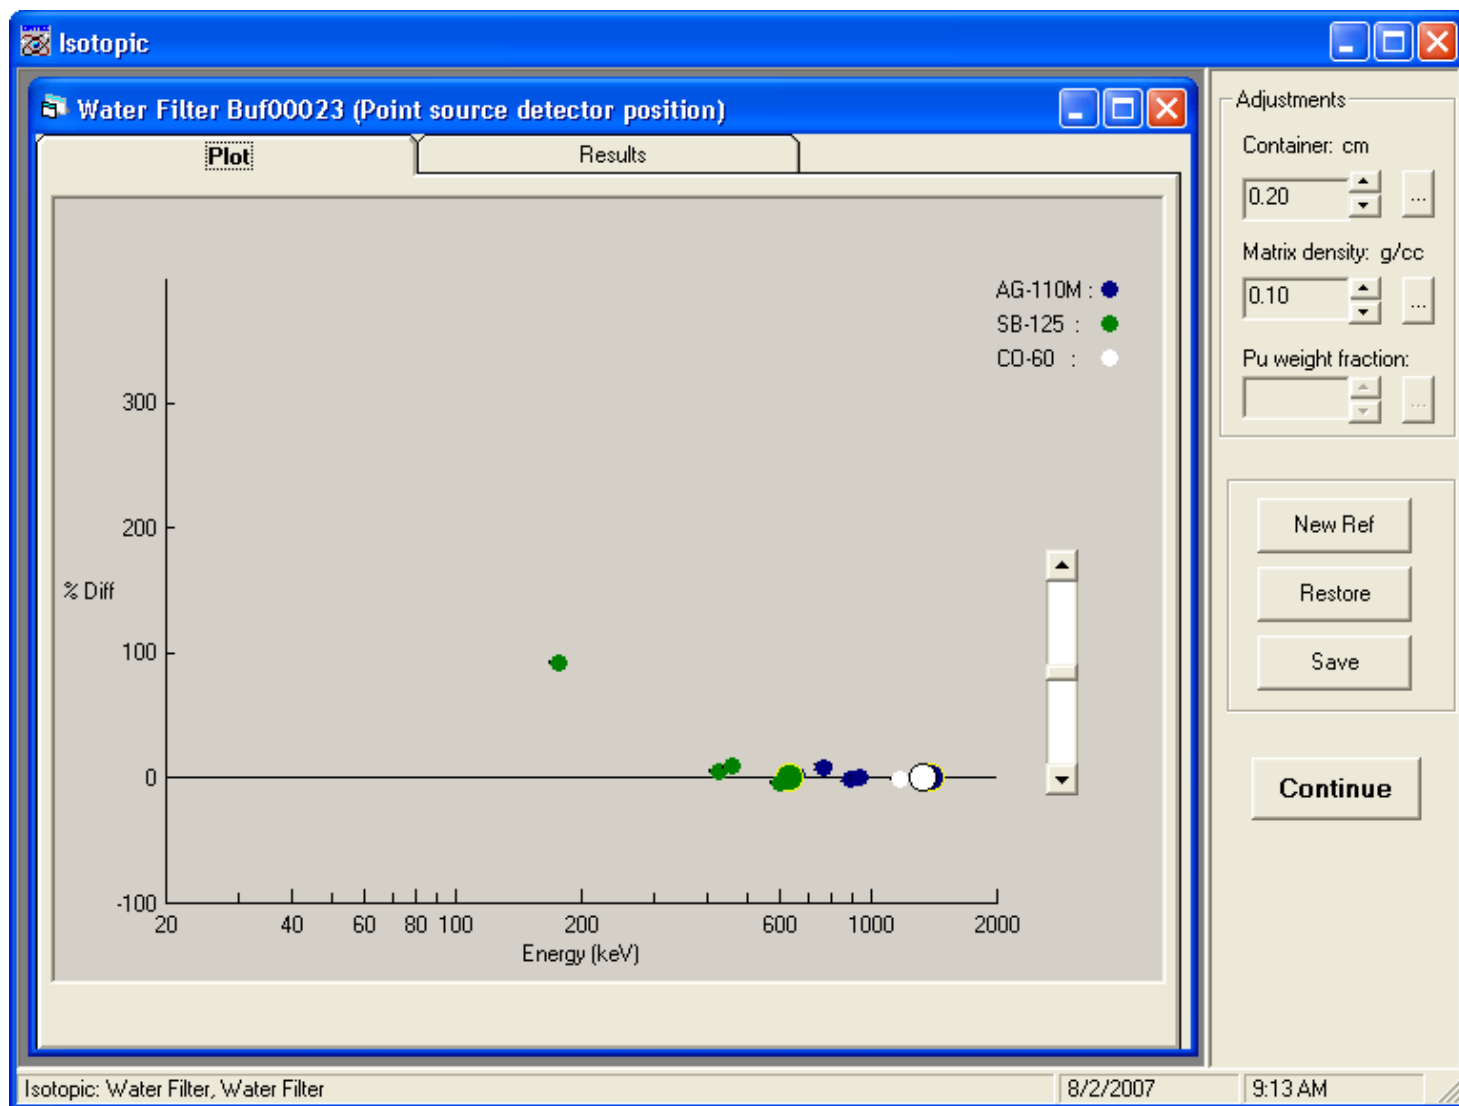 Isotopic
Water Filter Buf00023 (Point source detector position)
Plot
Results
AG-110M :
SB-125 :
CO-60 :
300
200
% Diff
100
0
-100
20 40 60 80 100 200 600 1000 2000
Energy (keV)
Adjustments
Container: cm
0.20
...
Matrix density: g/cc
0.10
...
Pu weight fraction:
...
New Ref
Restore
Save
Continue
Isotopic: Water Filter, Water Filter
8/2/2007
9:13 AM